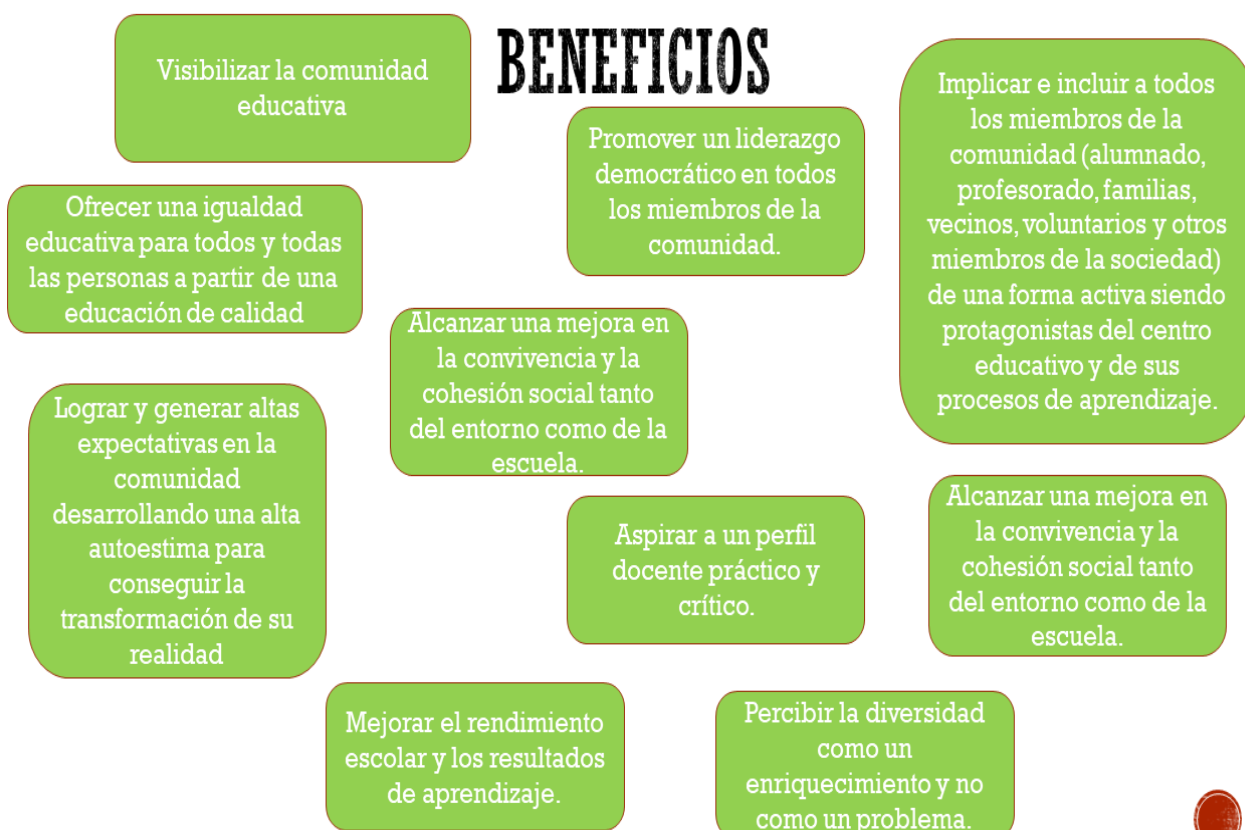 BENEFICIOS
Visibilizar la comunidad
educativa
Promover un liderazgo
democrático en todos
los miembros de la
comunidad.
Implicar e incluir a todos
los miembros de la
comunidad (alumnado,
profesorado, familias,
vecinos, voluntarios y otros
miembros de la sociedad)
de una forma activa siendo
protagonistas del centro
educativo y de sus
procesos de aprendizaje.
Ofrecer una igualdad
educativa para todos y todas
las personas a partir de una
educación de calidad
Alcanzar una mejora en
la convivencia y la
cohesión social tanto
del entorno como de la
escuela.
Lograr y generar altas
expectativas en la
comunidad
desarrollando una alta
autoestima para
conseguir la
transformación de su
realidad
Aspirar a un perfil
docente práctico y
crítico.
Alcanzar una mejora en
la convivencia y la
cohesión social tanto
del entorno como de la
escuela.
Mejorar el rendimiento
escolar y los resultados
de aprendizaje.
Percibir la diversidad
como un
enriquecimiento y no
como un problema.